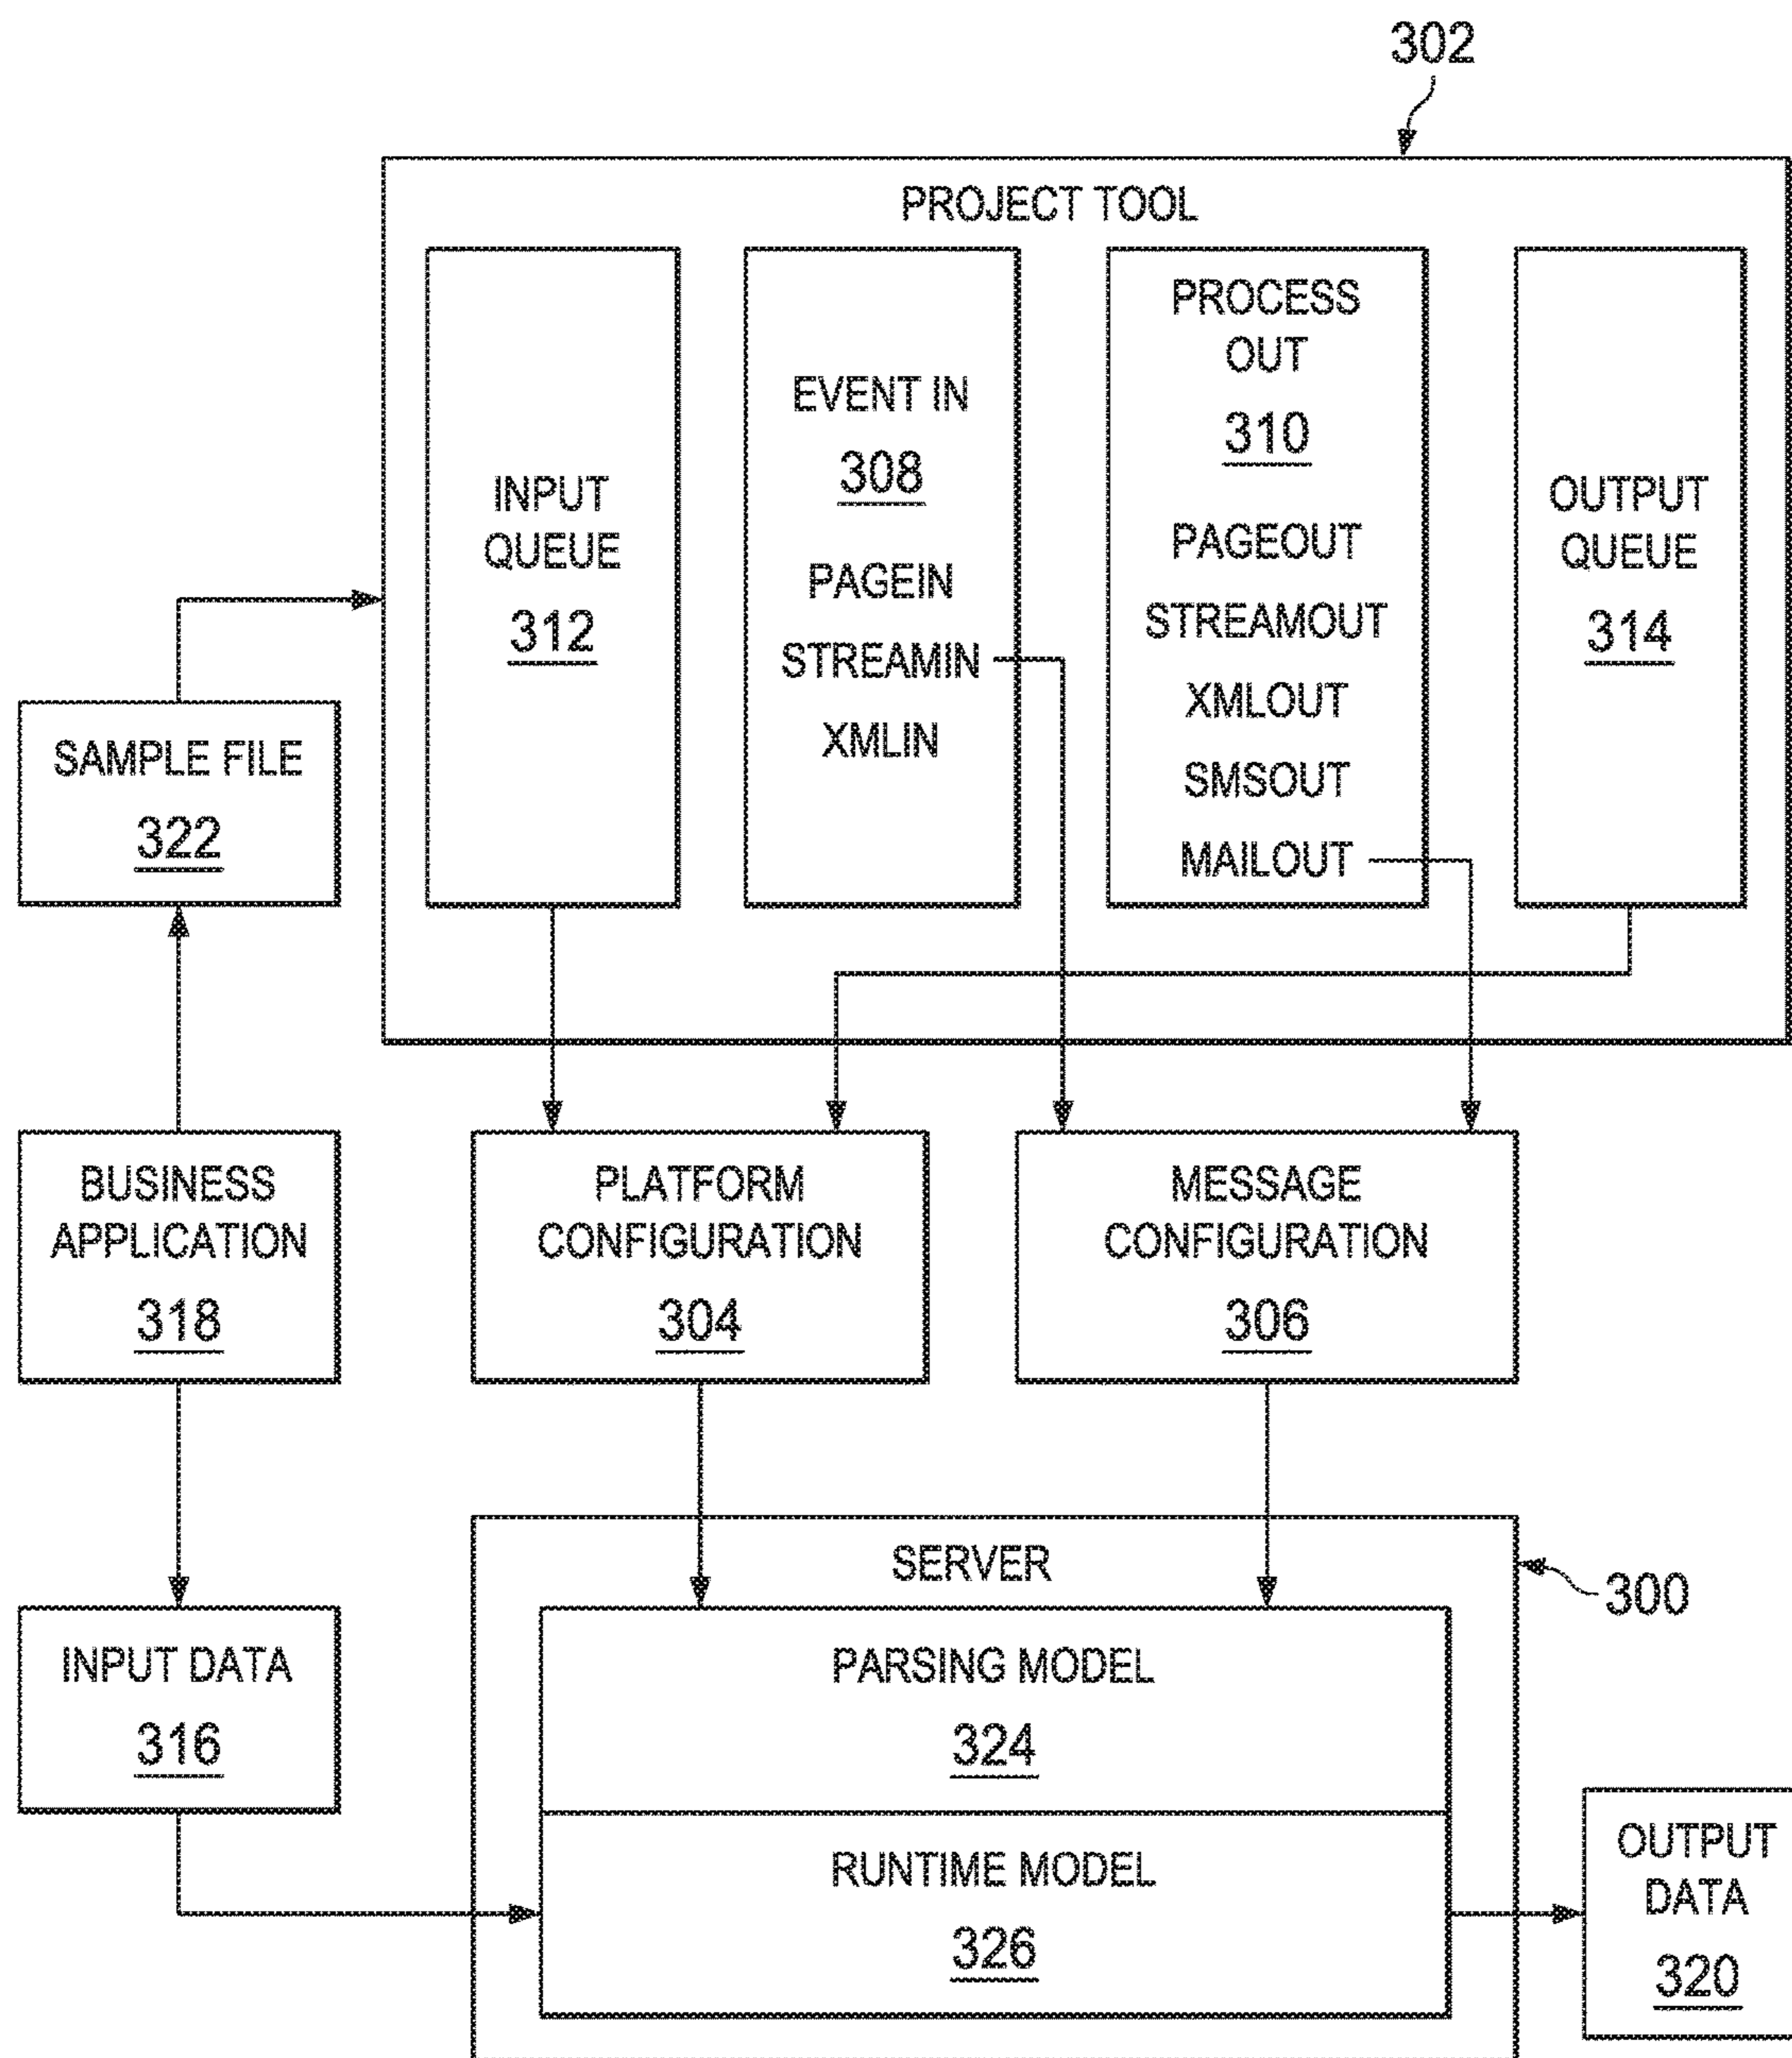 302
PROJECT TOOL
INPUT
QUEUE
312
EVENT IN
308
PAGEIN
STREAMIN
XMLIN
PROCESS
OUT
310
PAGEOUT
STREAMOUT
XMLOUT
SMSOUT
MAILOUT
OUTPUT
QUEUE
314
SAMPLE FILE
322
BUSINESS
APPLICATION
318
PLATFORM
CONFIGURATION
304
MESSAGE
CONFIGURATION
306
SERVER
300
INPUT DATA
316
PARSING MODEL
324
RUNTIME MODEL
326
OUTPUT
DATA
320